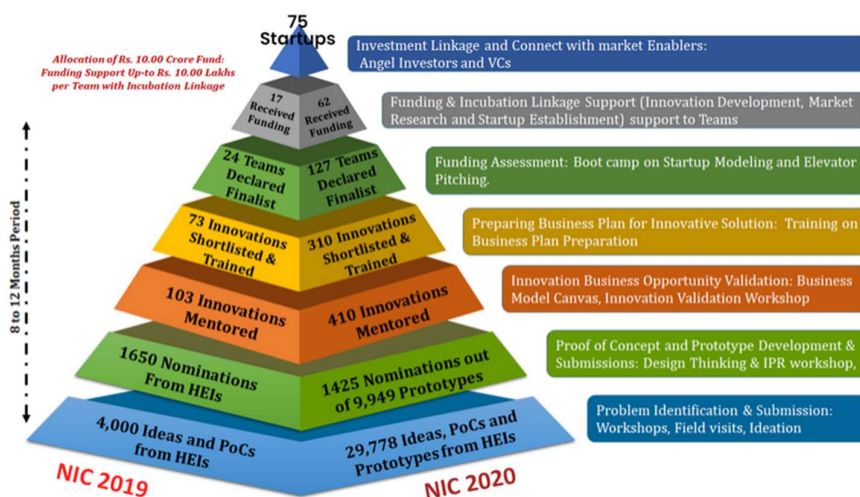 75
Startups
Allocation of Rs. 10.00 Crore Fund:
Funding Support Up-to Rs. 10.00 Lakhs
per Team with Incubation Linkage
8 to 12 Months Period
17
Received
Funding
62
Received
Funding
24 Teams
Declared
Finalist
127 Teams
Declared
Finalist
73 Innovations
Shortlisted &
Trained
310 Innovations
Shortlisted &
Trained
103 Innovations
Mentored
410 Innovations
Mentored
1650 Nominations
From HEIs
1425 Nominations out
of 9,949 Prototypes
4,000 Ideas and PoCs
from HEIs
29,778 Ideas, PoCs and
Prototypes from HEIs
NIC 2019
NIC 2020
Investment Linkage and Connect with market Enablers:
Angel Investors and VCs
Funding & Incubation Linkage Support (Innovation Development, Market
Research and Startup Establishment) support to Teams
Funding Assessment: Boot camp on Startup Modeling and Elevator
Pitching.
Preparing Business Plan for Innovative Solution: Training on
Business Plan Preparation
Innovation Business Opportunity Validation: Business
Model Canvas, Innovation Validation Workshop
Proof of Concept and Prototype Development &
Submissions: Design Thinking & IPR workshop,
Problem Identification & Submission:
Workshops, Field visits, Ideation